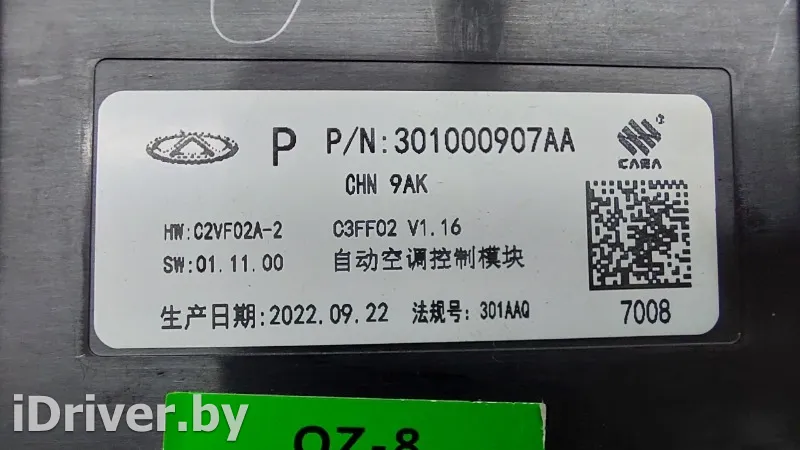 P P/N:301000907AA
CHN 9AK
CAEA
HW:C2VF02A-2 C3FF02 V1.16
SW:01.11.00 自动空调控制模块
生产日期:2022.09.22 法规号: 301AAQ
7008
iDriver.by
OZ-8